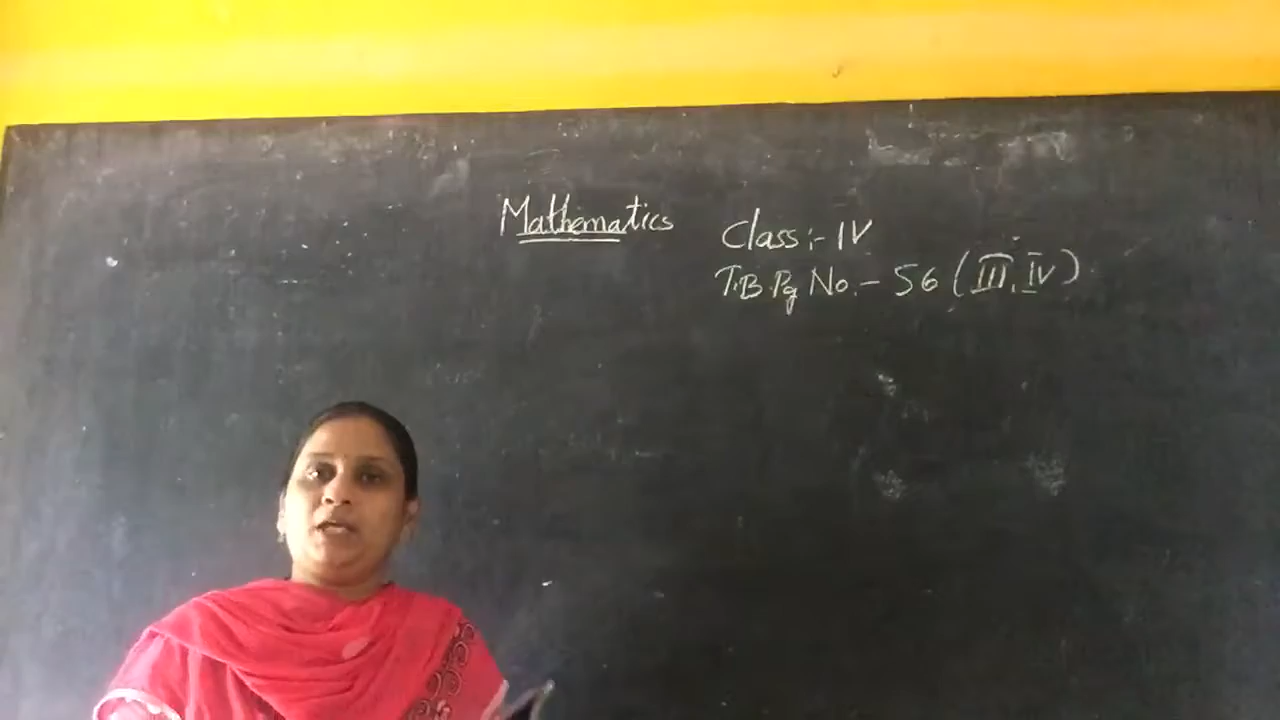 Mathematics
Class :- IV
T.B. Pg No. - 56 (III, IV)